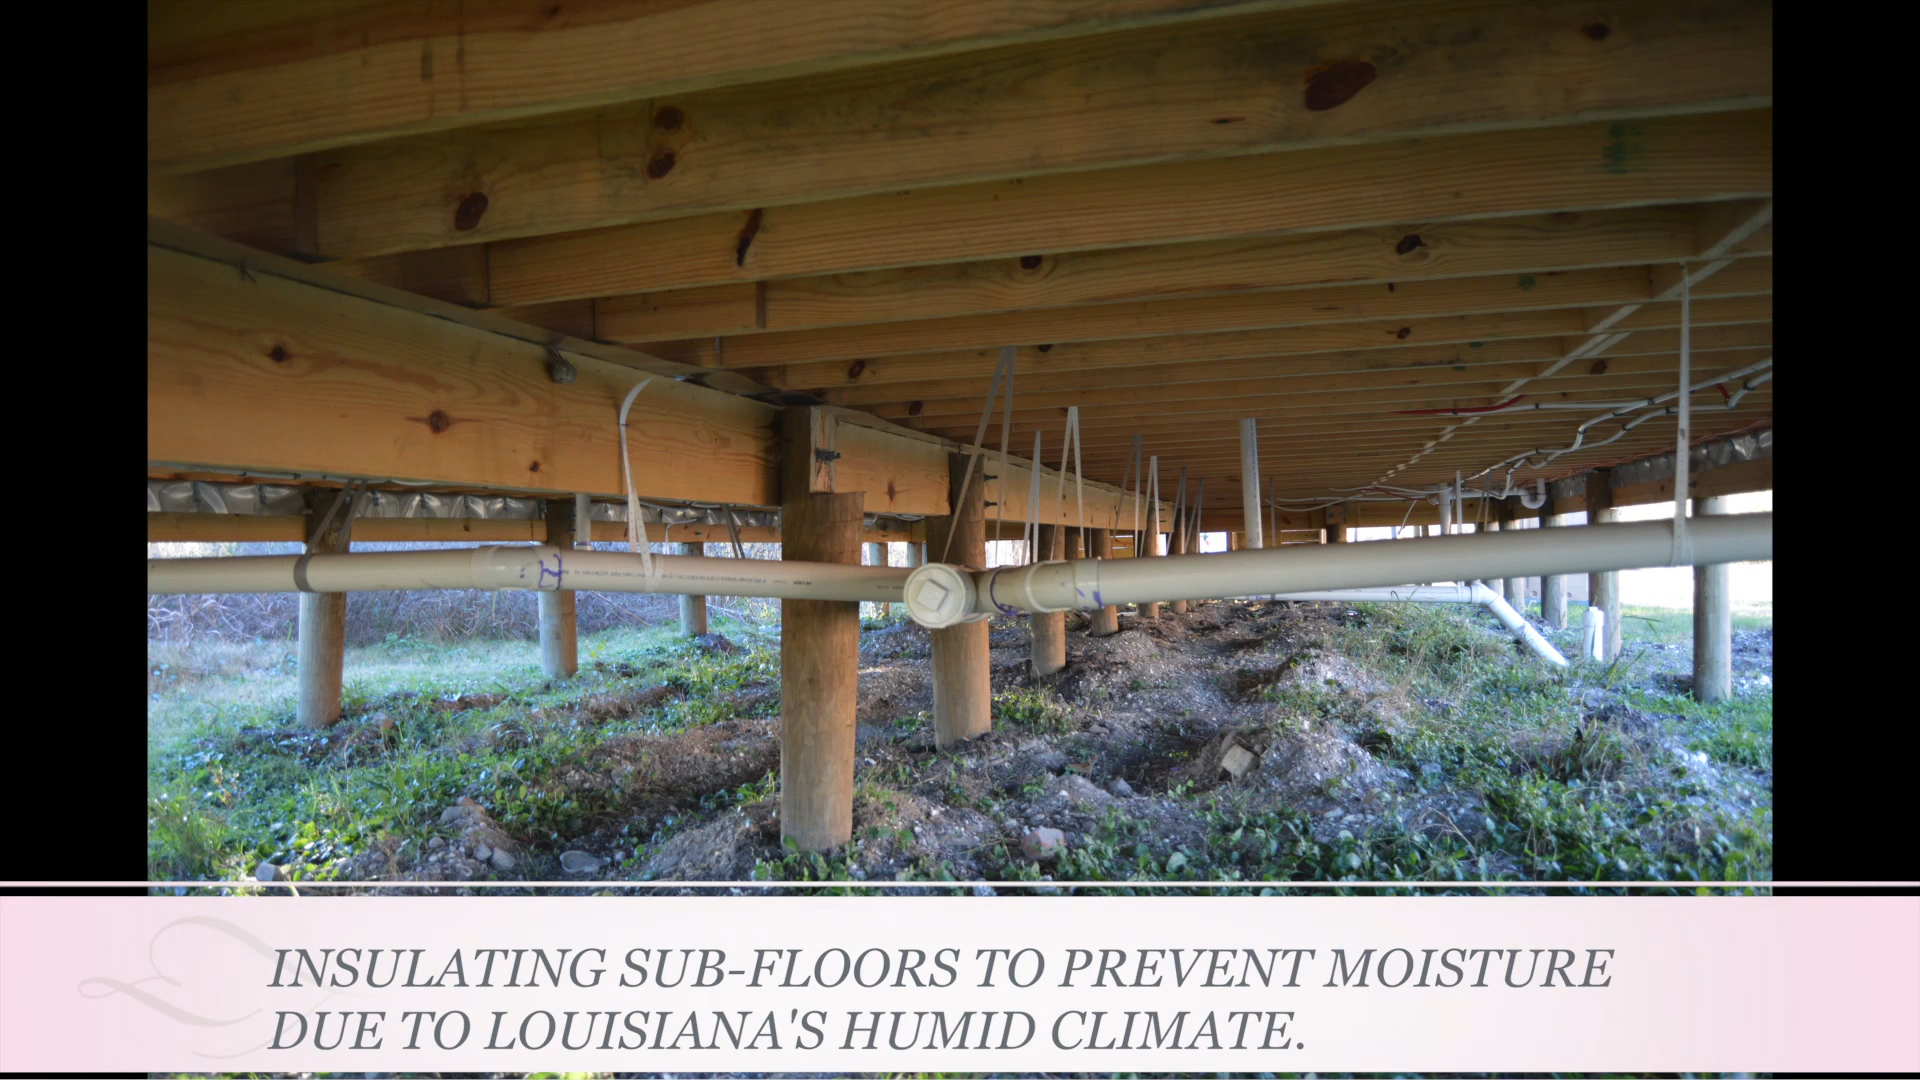 INSULATING SUB-FLOORS TO PREVENT MOISTURE
DUE TO LOUISIANA'S HUMID CLIMATE.